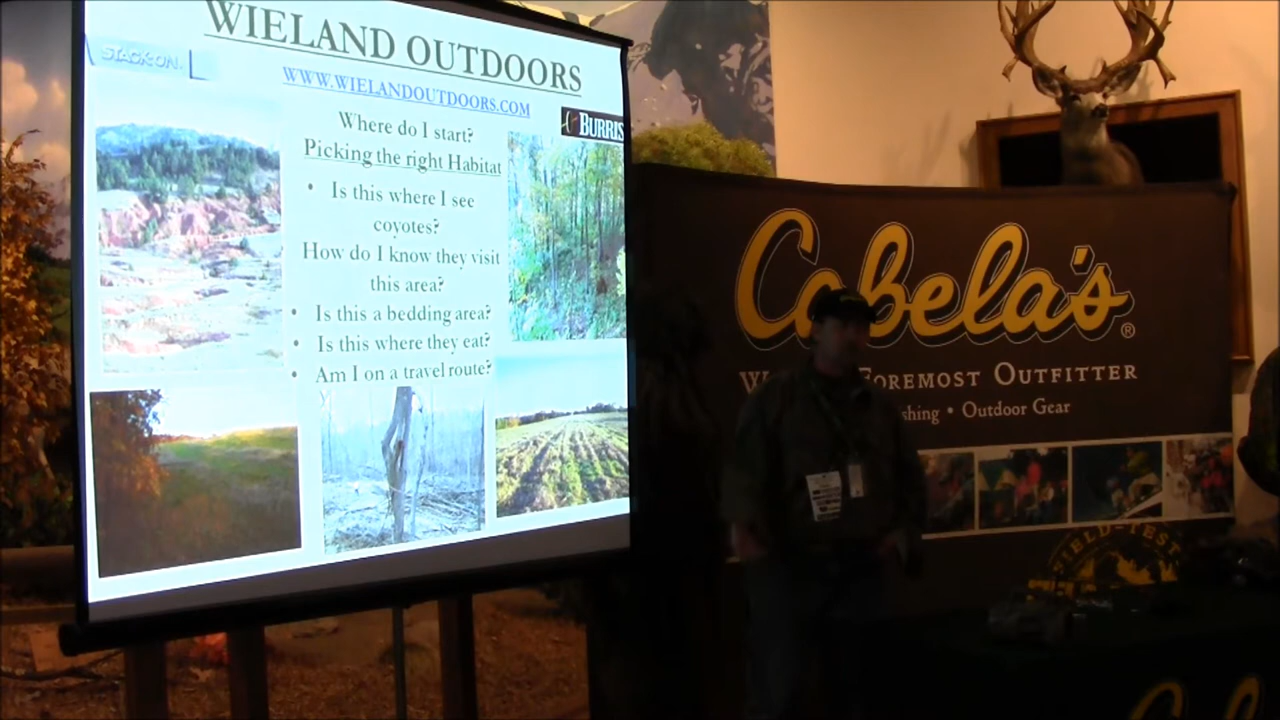 WIELAND OUTDOORS
STACK-ON.
WWW.WIELANDOUTDOORS.COM
BURRIS
Where do I start?
Picking the right Habitat
• Is this where I see
coyotes?
How do I know they visit
this area?
• Is this a bedding area?
• Is this where they eat?
• Am I on a travel route?
Cabela's®
FOREMOST OUTFITTER
• Outdoor Gear